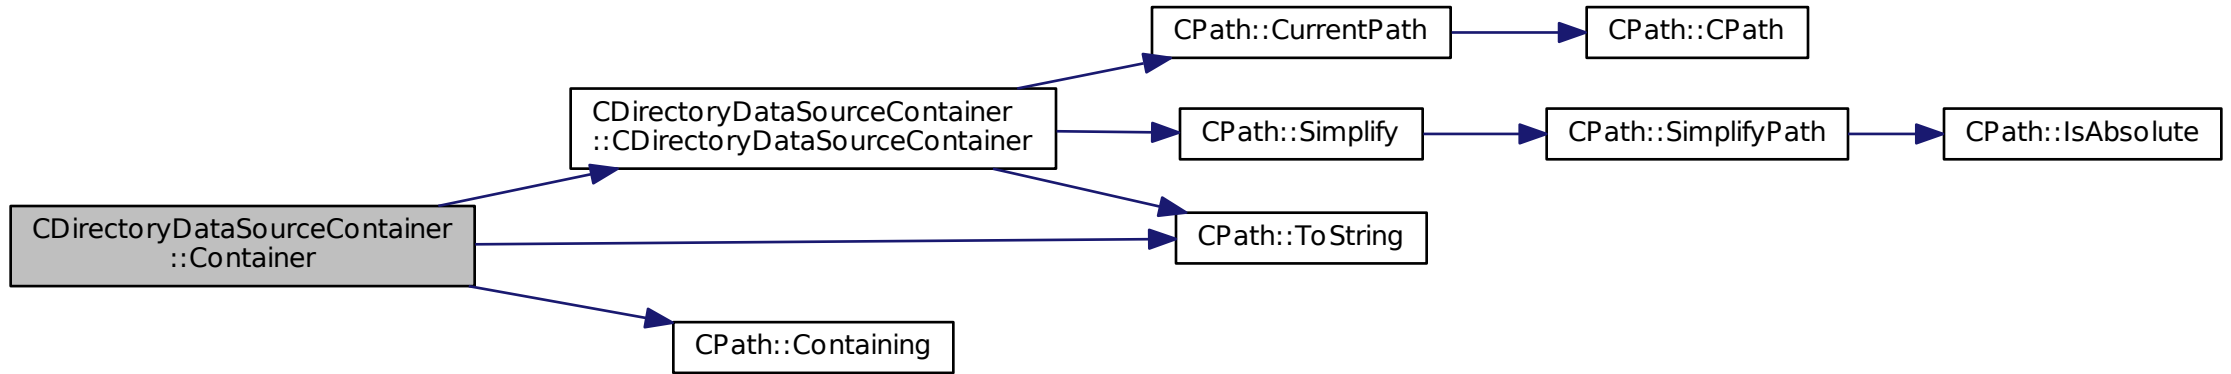 CPath::CurrentPath
CPath::CPath
CDirectoryDataSourceContainer
::CDirectoryDataSourceContainer
CPath::Simplify
CPath::SimplifyPath
CPath::IsAbsolute
CDirectoryDataSourceContainer
::Container
CPath::ToString
CPath::Containing